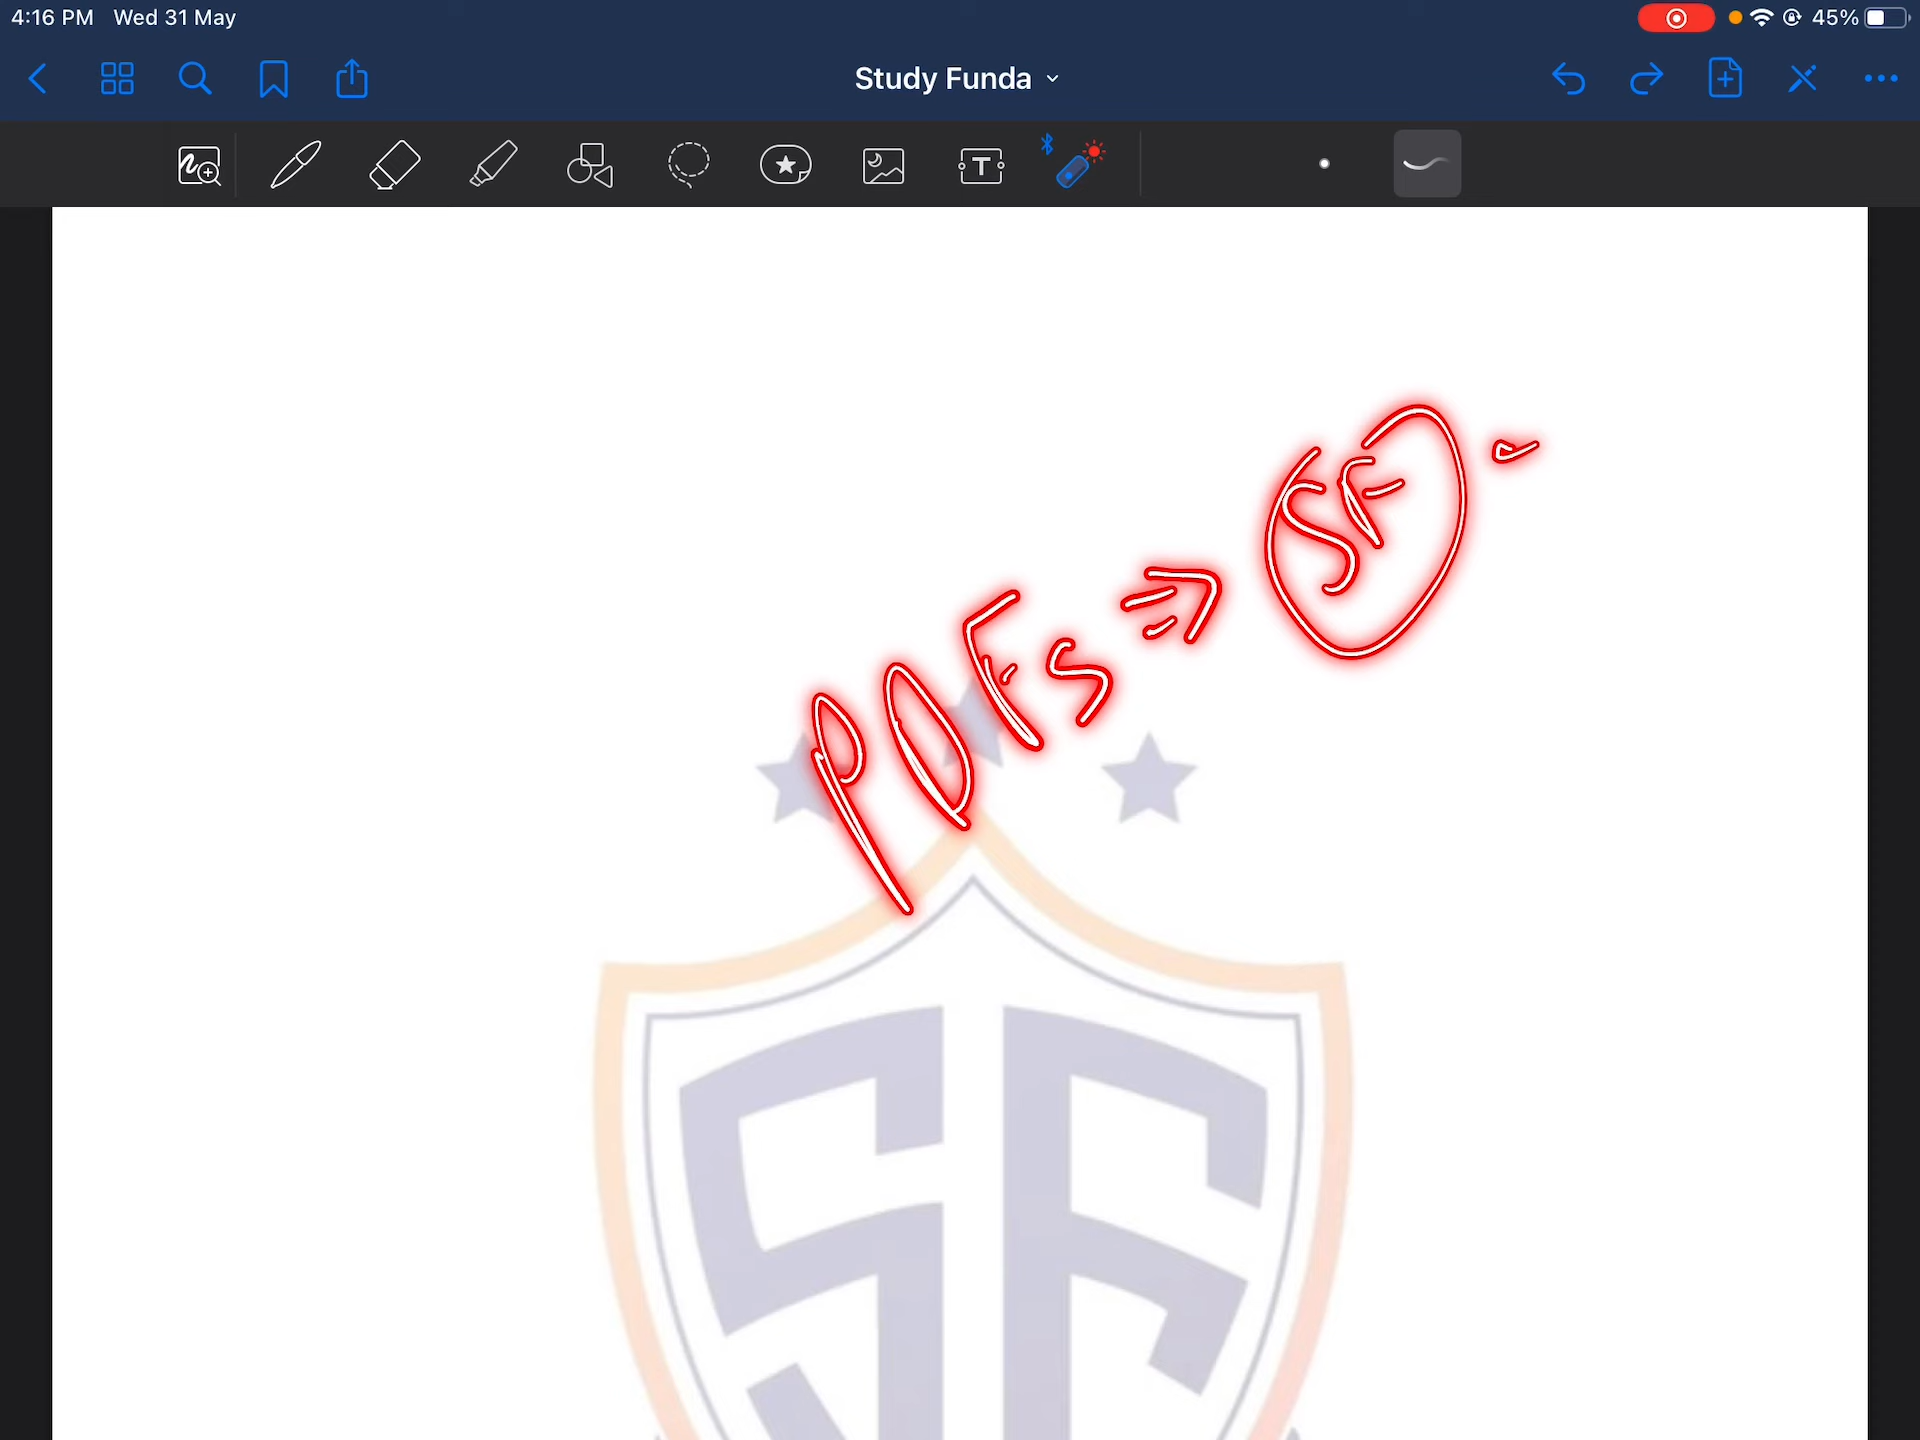 4:16 PM Wed 31 May 45%
Study Funda
T
PDFs ⇒ SF
SF